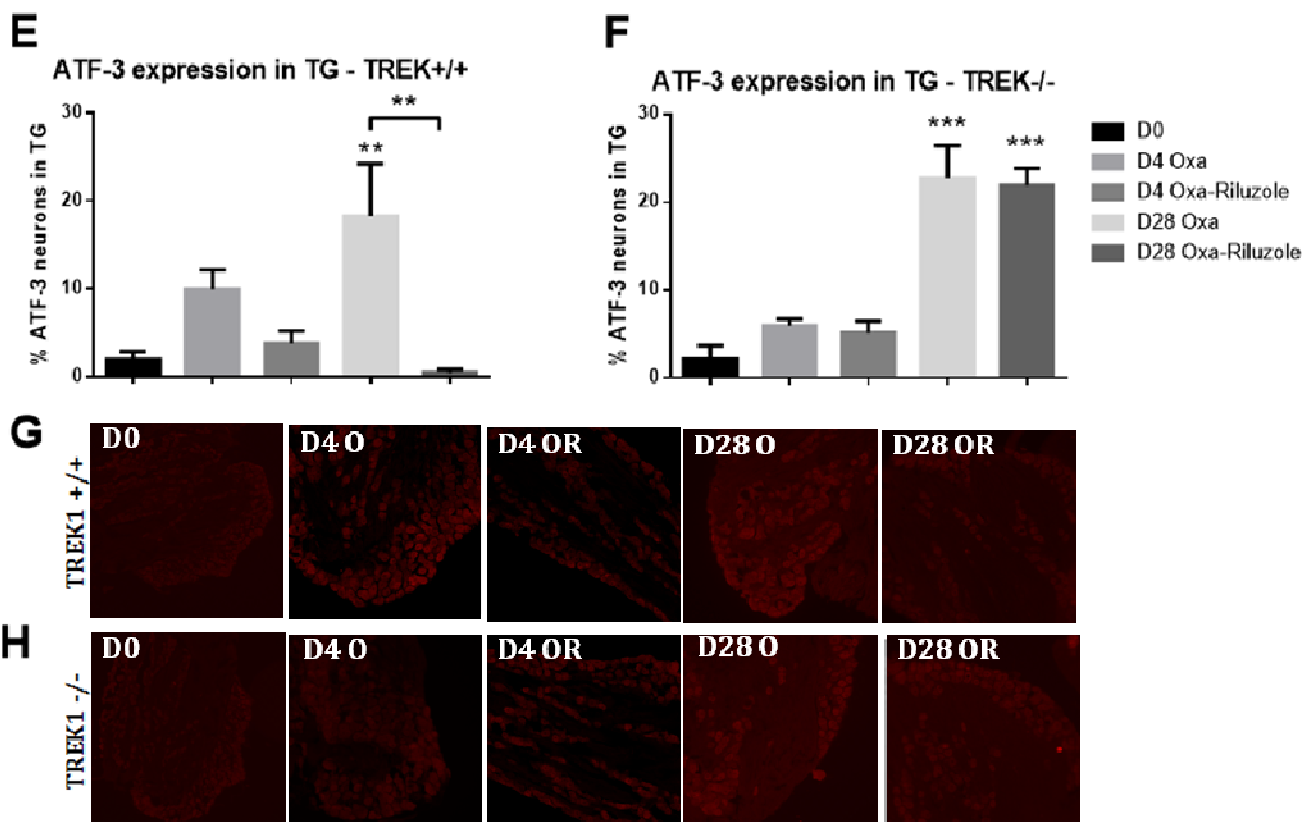 E
ATF-3 expression in TG - TREK+/+
% ATF-3 neurons in TG
30
20
10
0
**
**
F
ATF-3 expression in TG - TREK-/-
% ATF-3 neurons in TG
30
20
10
0
***
***
D0
D4 Oxa
D4 Oxa-Riluzole
D28 Oxa
D28 Oxa-Riluzole
G
TREK1 +/+
D0
D4 O
D4 OR
D28 O
D28 OR
H
TREK1 -/-
D0
D4 O
D4 OR
D28 O
D28 OR